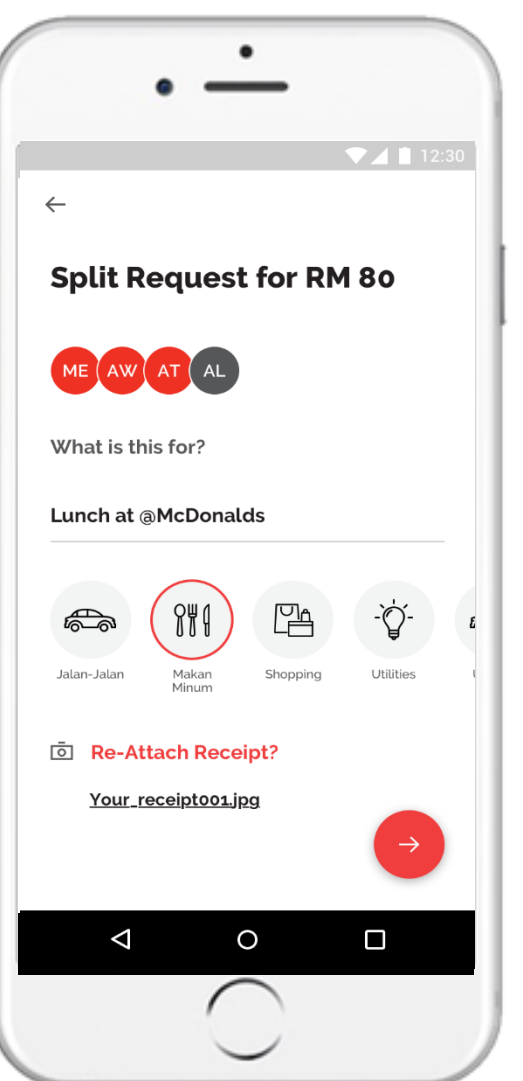 12:30
Split Request for RM 80
ME AW AT AL
What is this for?
Lunch at @McDonalds
Jalan-Jalan
Makan
Minum
Shopping
Utilities
Re-Attach Receipt?
Your_receipt001.jpg